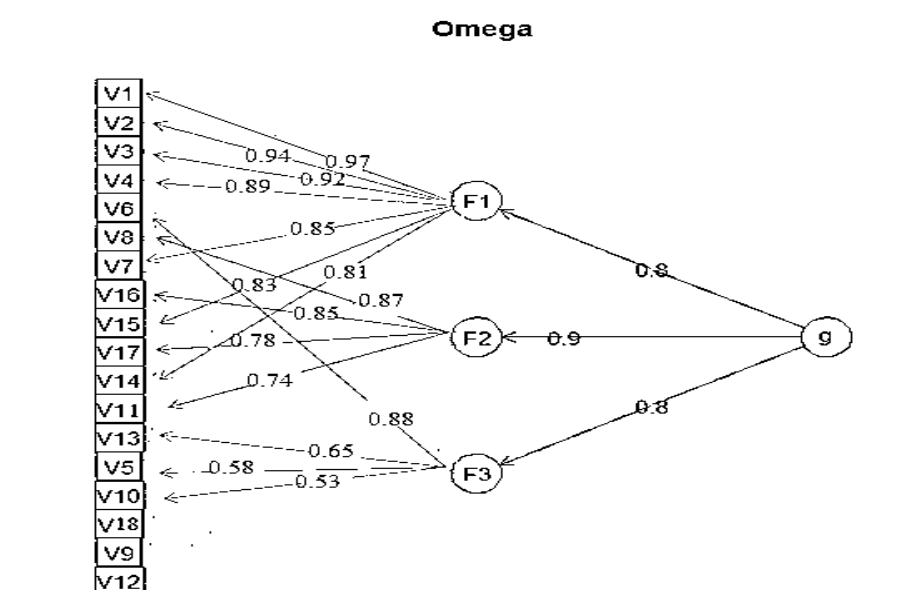 Omega
V1
V2
V3
V4
V6
V8
V7
V16
V15
V17
V14
V11
V13
V5
V10
V18
V9
V12
0.97
0.94
0.92
0.89
0.85
0.81
0.83
0.87
0.85
0.78
0.74
0.88
0.65
0.58
0.53
F1
F2
F3
0.8
0.9
0.8
g